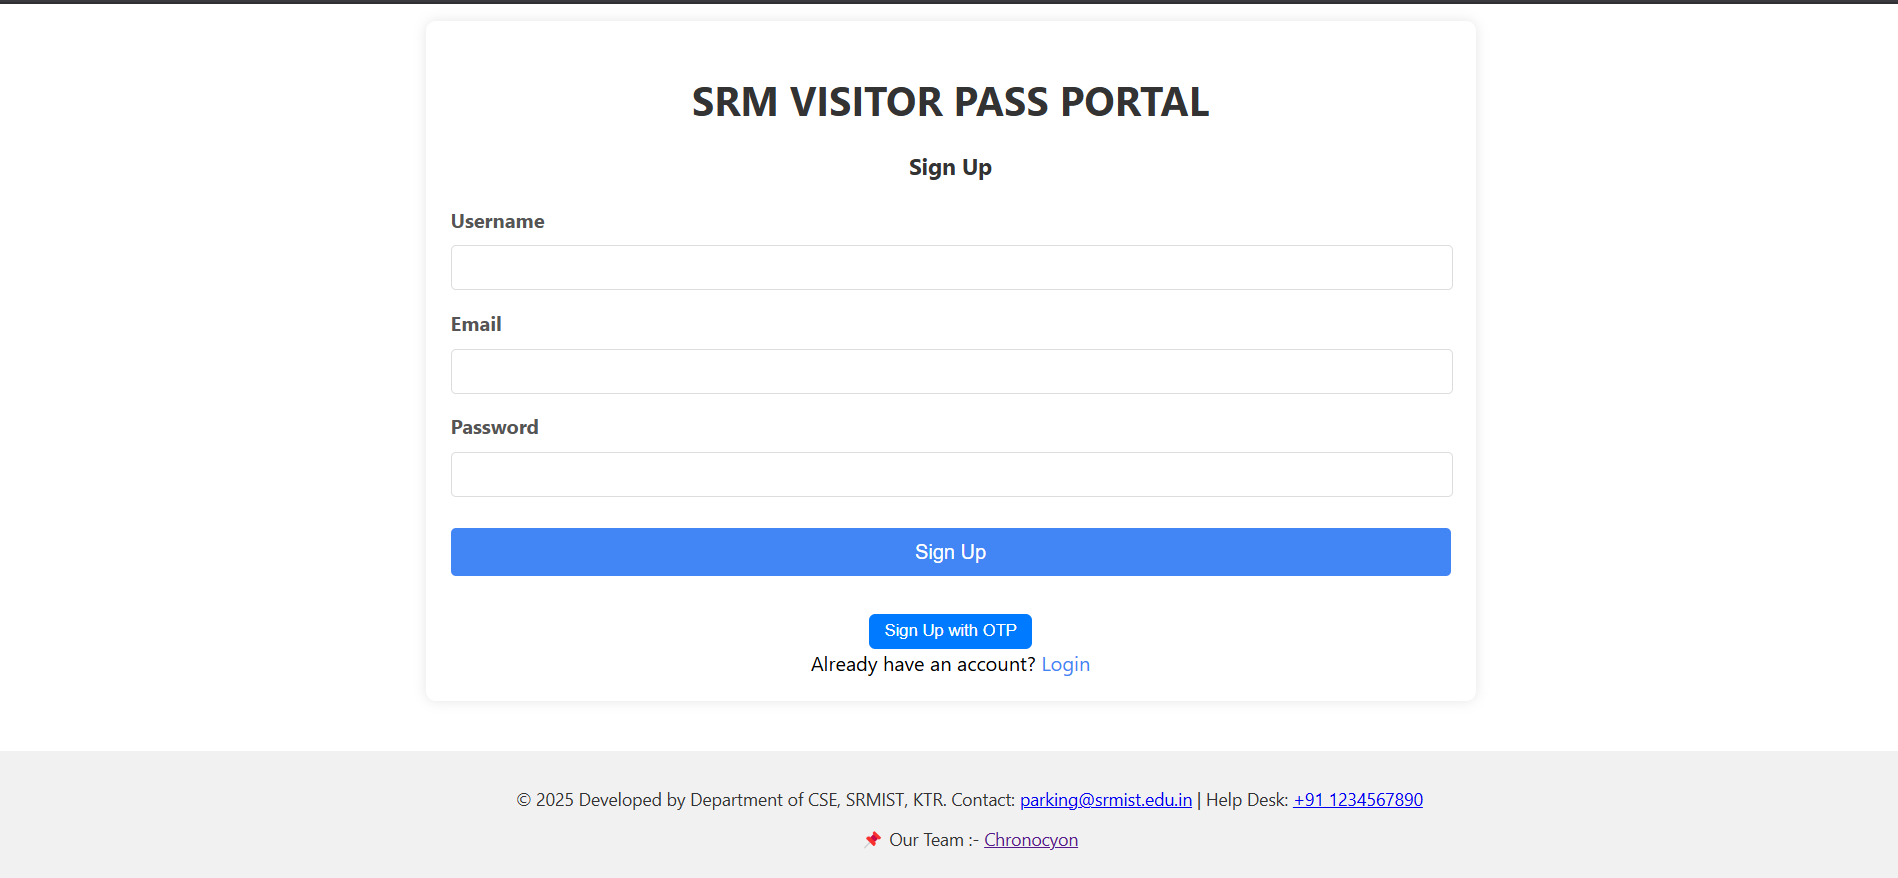 SRM VISITOR PASS PORTAL
Sign Up
Username
Email
Password
Sign Up
Sign Up with OTP
Already have an account? Login
© 2025 Developed by Department of CSE, SRMIST, KTR. Contact: parking@srmist.edu.in | Help Desk: +91 1234567890
📌 Our Team :- Chronocyon